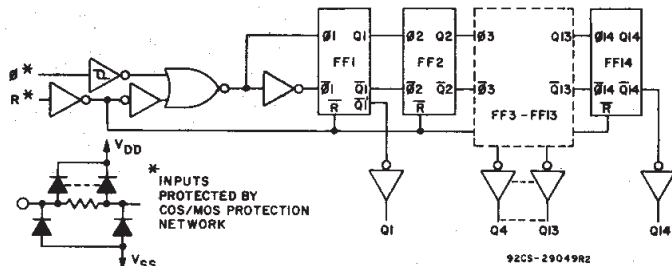 Ø1 Q1 Ø2 Q2 Ø3 Q13 Ø14 Q14
FF1 FF2 FF14
Ø*
R*
Ø̅1 Q̅1 Ø̅2 Q̅2 Ø̅3 Q̅13 Ø̅14 Q̅14
R̅ Q̅1' R̅ FF3-FF13 R̅
VDD
*
INPUTS
PROTECTED BY
COS/MOS PROTECTION
NETWORK
VSS
Q1 Q4 Q13 Q14
92CS-29049R2